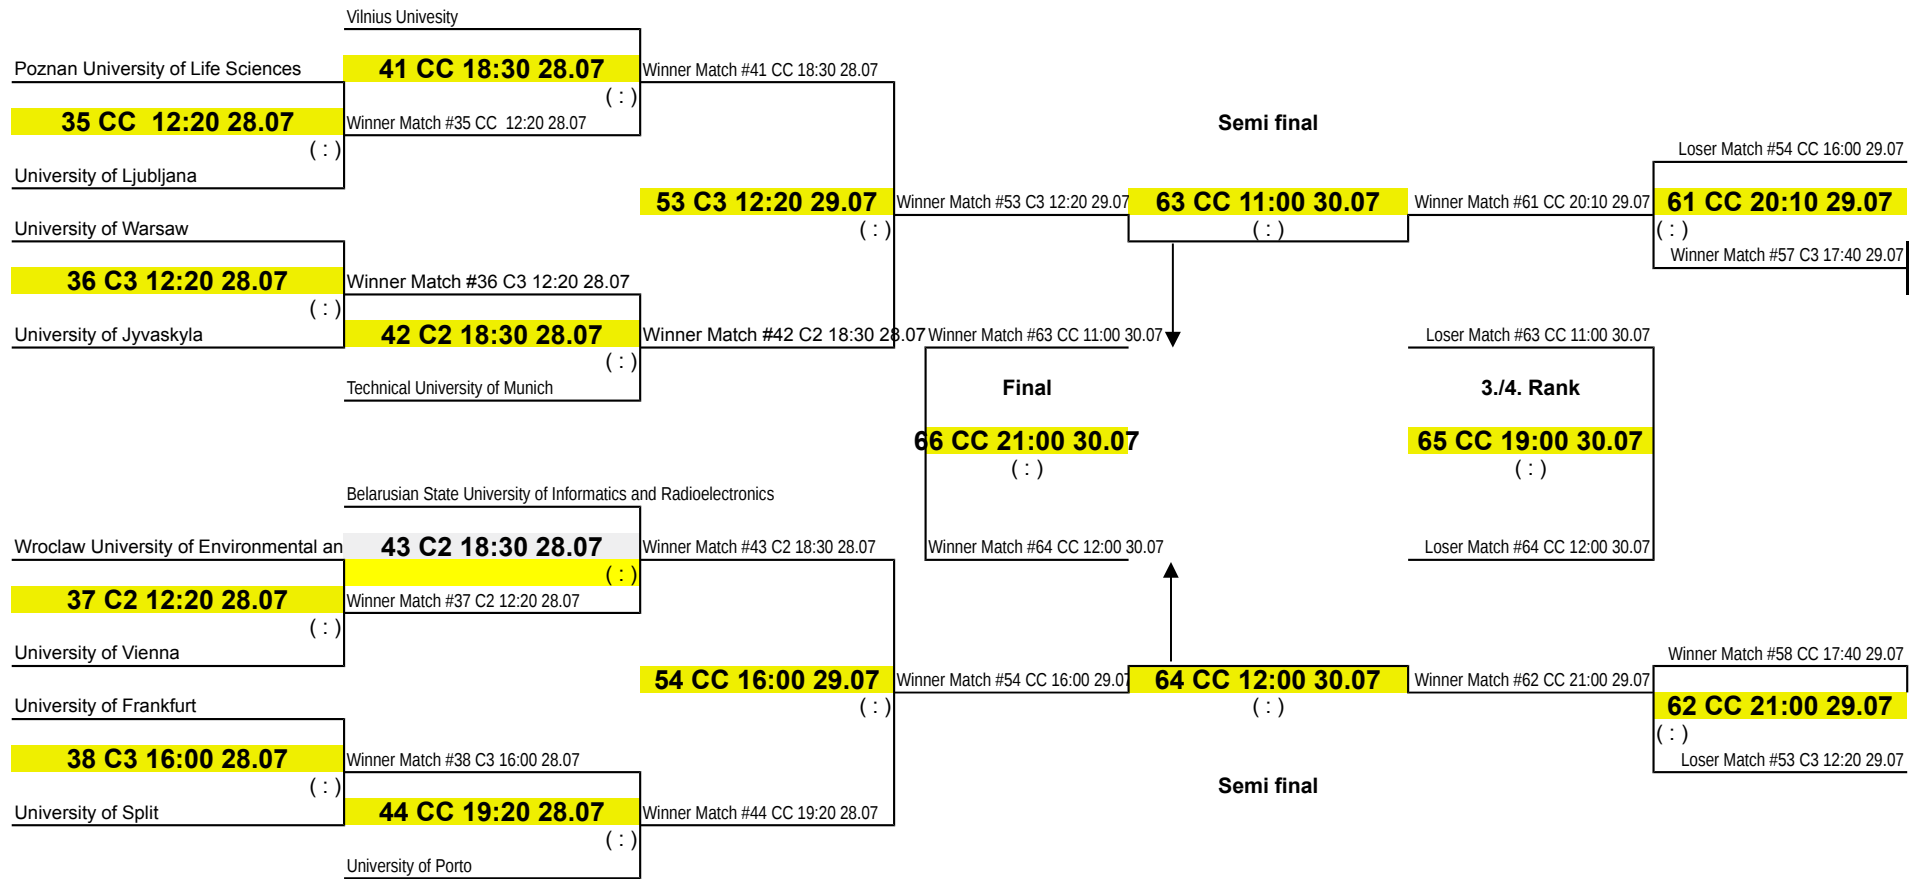 Vilnius Univesity
Poznan University of Life Sciences
41 CC 18:30 28.07
Winner Match #41 CC 18:30 28.07
( : )
35 CC  12:20 28.07
Winner Match #35 CC  12:20 28.07
Semi final
( : )
Loser Match #54 CC 16:00 29.07
University of Ljubljana
53 C3 12:20 29.07
Winner Match #53 C3 12:20 29.07
63 CC 11:00 30.07
Winner Match #61 CC 20:10 29.07
61 CC 20:10 29.07
University of Warsaw
( : )
( : )
( : )
Winner Match #57 C3 17:40 29.07
36 C3 12:20 28.07
Winner Match #36 C3 12:20 28.07
( : )
University of Jyvaskyla
42 C2 18:30 28.07
Winner Match #42 C2 18:30 28.07
Winner Match #63 CC 11:00 30.07
Loser Match #63 CC 11:00 30.07
( : )
Technical University of Munich
Final
3./4. Rank
66 CC 21:00 30.07
65 CC 19:00 30.07
( : )
( : )
Belarusian State University of Informatics and Radioelectronics
Wroclaw University of Environmental an
43 C2 18:30 28.07
Winner Match #43 C2 18:30 28.07
Winner Match #64 CC 12:00 30.07
Loser Match #64 CC 12:00 30.07
( : )
37 C2 12:20 28.07
Winner Match #37 C2 12:20 28.07
( : )
University of Vienna
Winner Match #58 CC 17:40 29.07
54 CC 16:00 29.07
Winner Match #54 CC 16:00 29.07
64 CC 12:00 30.07
Winner Match #62 CC 21:00 29.07
University of Frankfurt
( : )
( : )
62 CC 21:00 29.07
( : )
38 C3 16:00 28.07
Winner Match #38 C3 16:00 28.07
Loser Match #53 C3 12:20 29.07
( : )
Semi final
University of Split
44 CC 19:20 28.07
Winner Match #44 CC 19:20 28.07
( : )
University of Porto